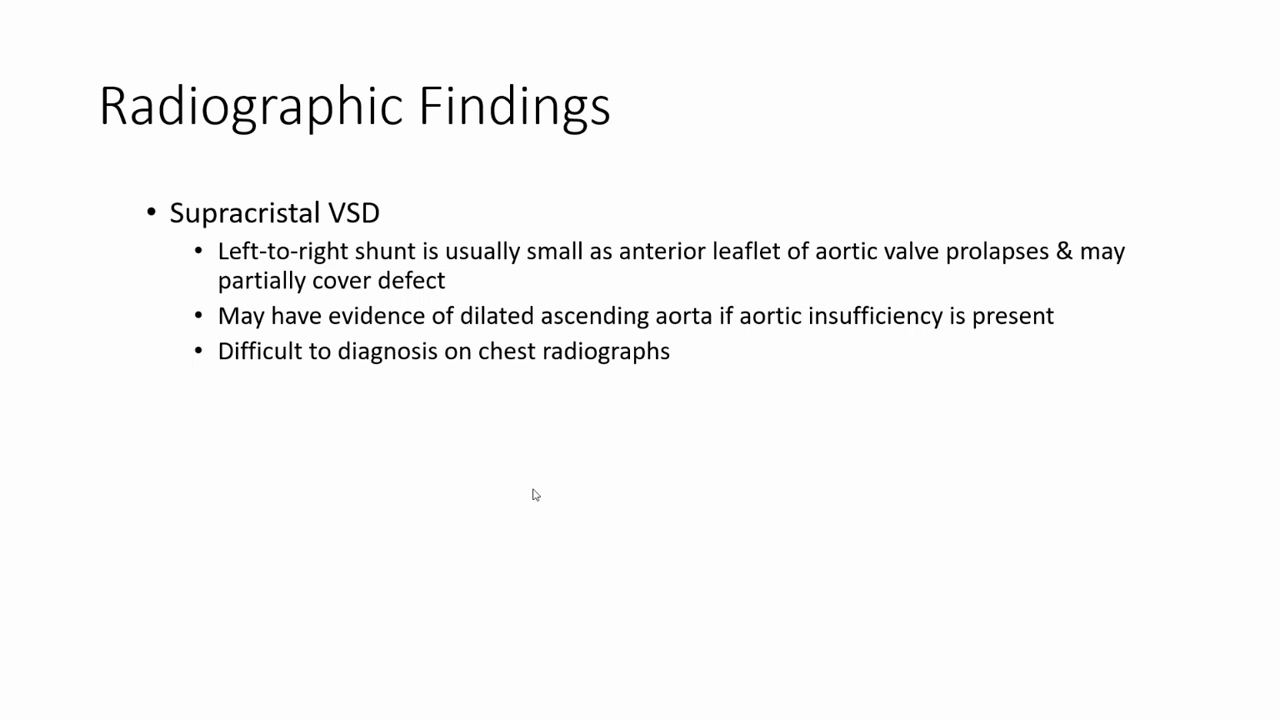 Radiographic Findings
• Supracristal VSD
• Left-to-right shunt is usually small as anterior leaflet of aortic valve prolapses & may
partially cover defect
• May have evidence of dilated ascending aorta if aortic insufficiency is present
• Difficult to diagnosis on chest radiographs